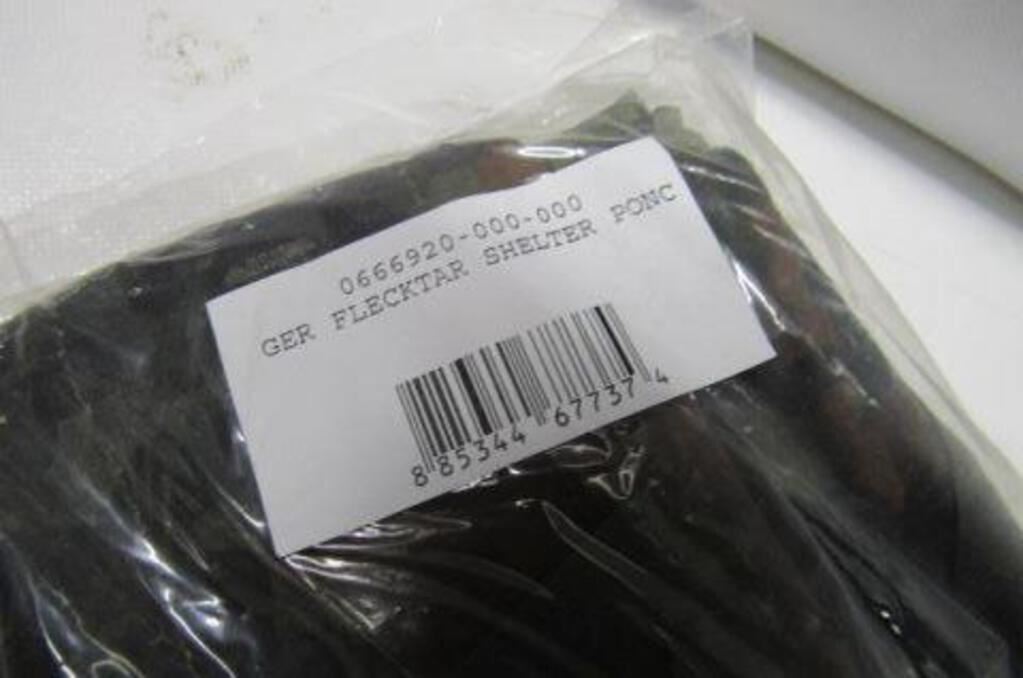 0666920-000-000
GER FLECKTAR SHELTER PONC
8 85344 67737 4